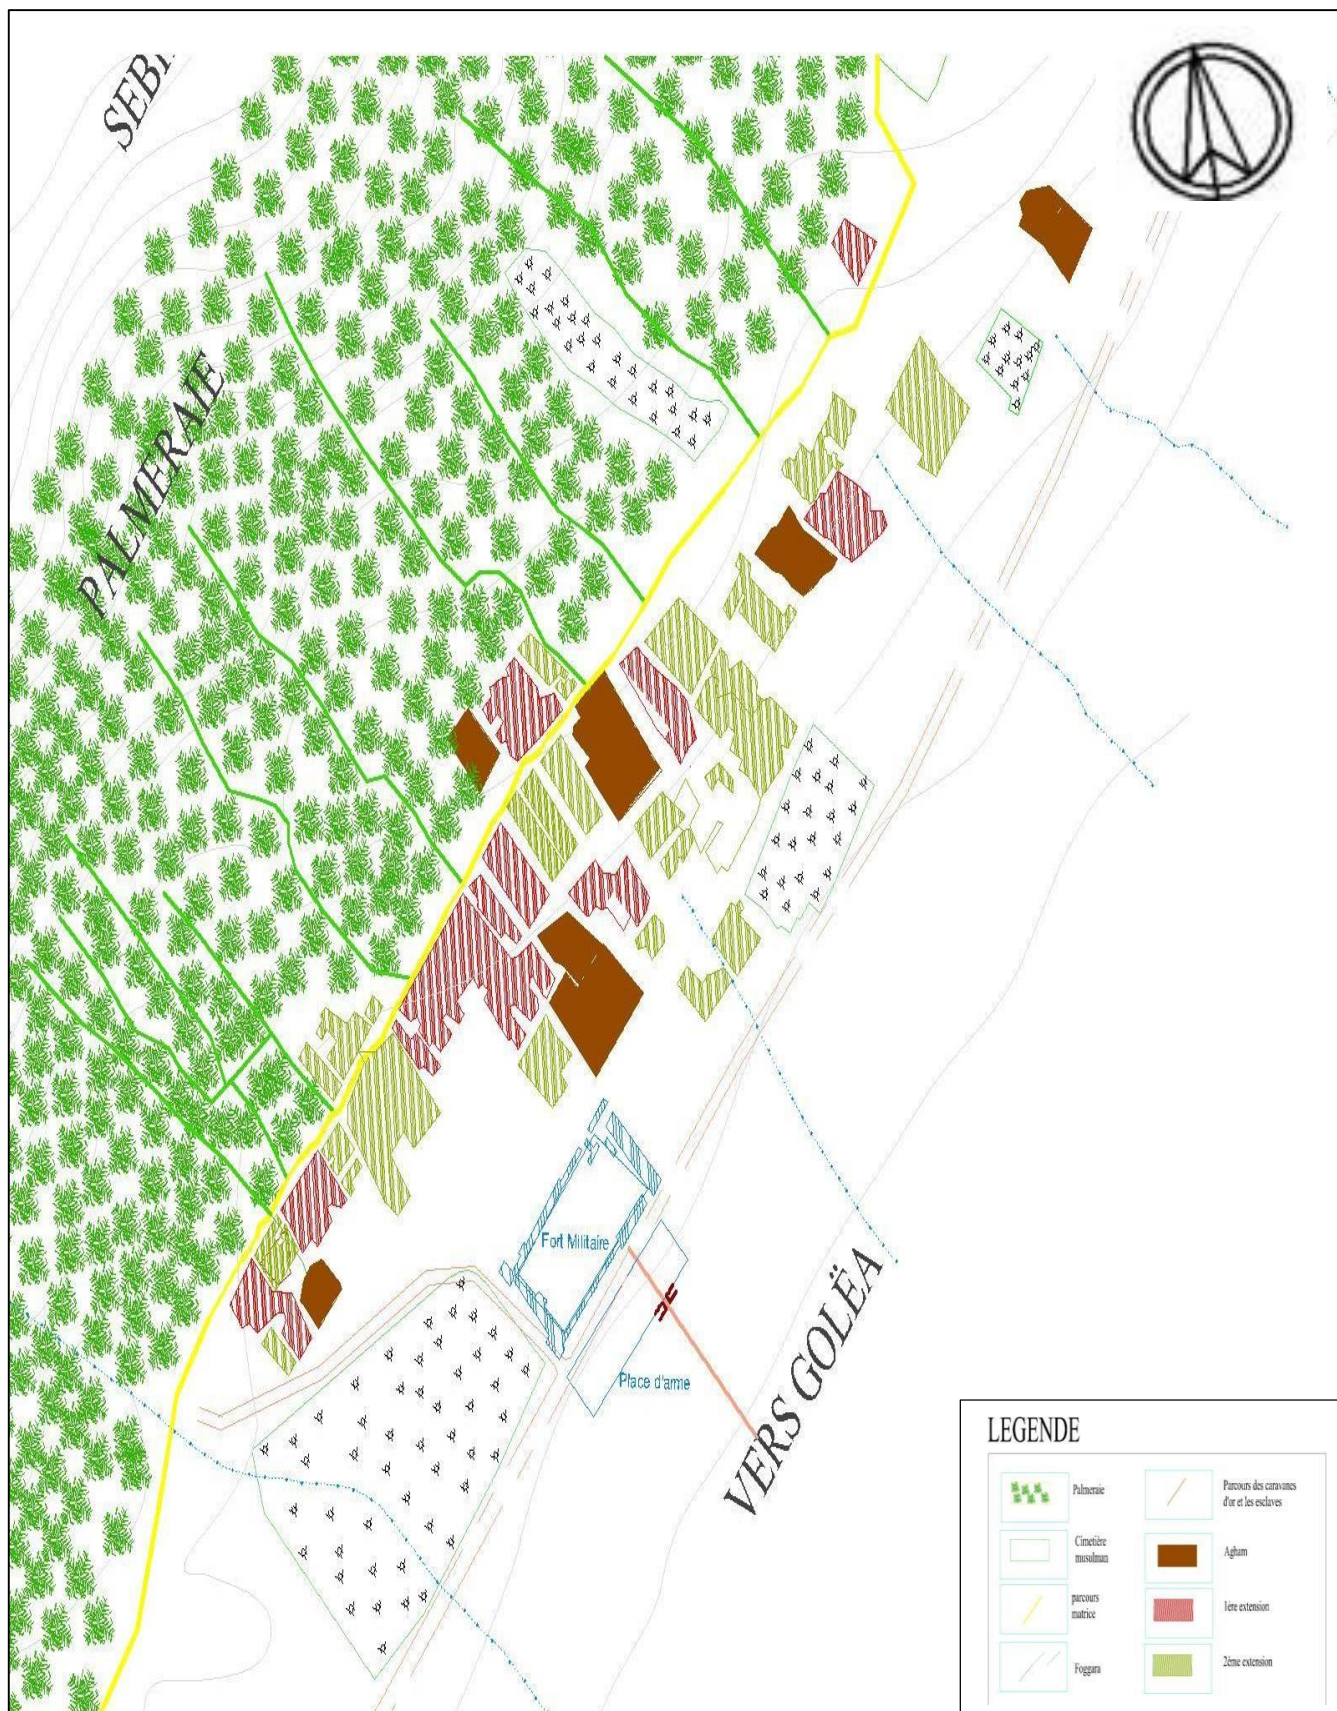 SEB
PALMERAIE
Fort Militaire
Place d'arme
VERS GOLËA
LEGENDE
Palmeraie
Cimetière
musulman
parcours
matrice
Foggara
Parcours des caravanes
d'or et les esclaves
Agham
1ère extension
2ème extension